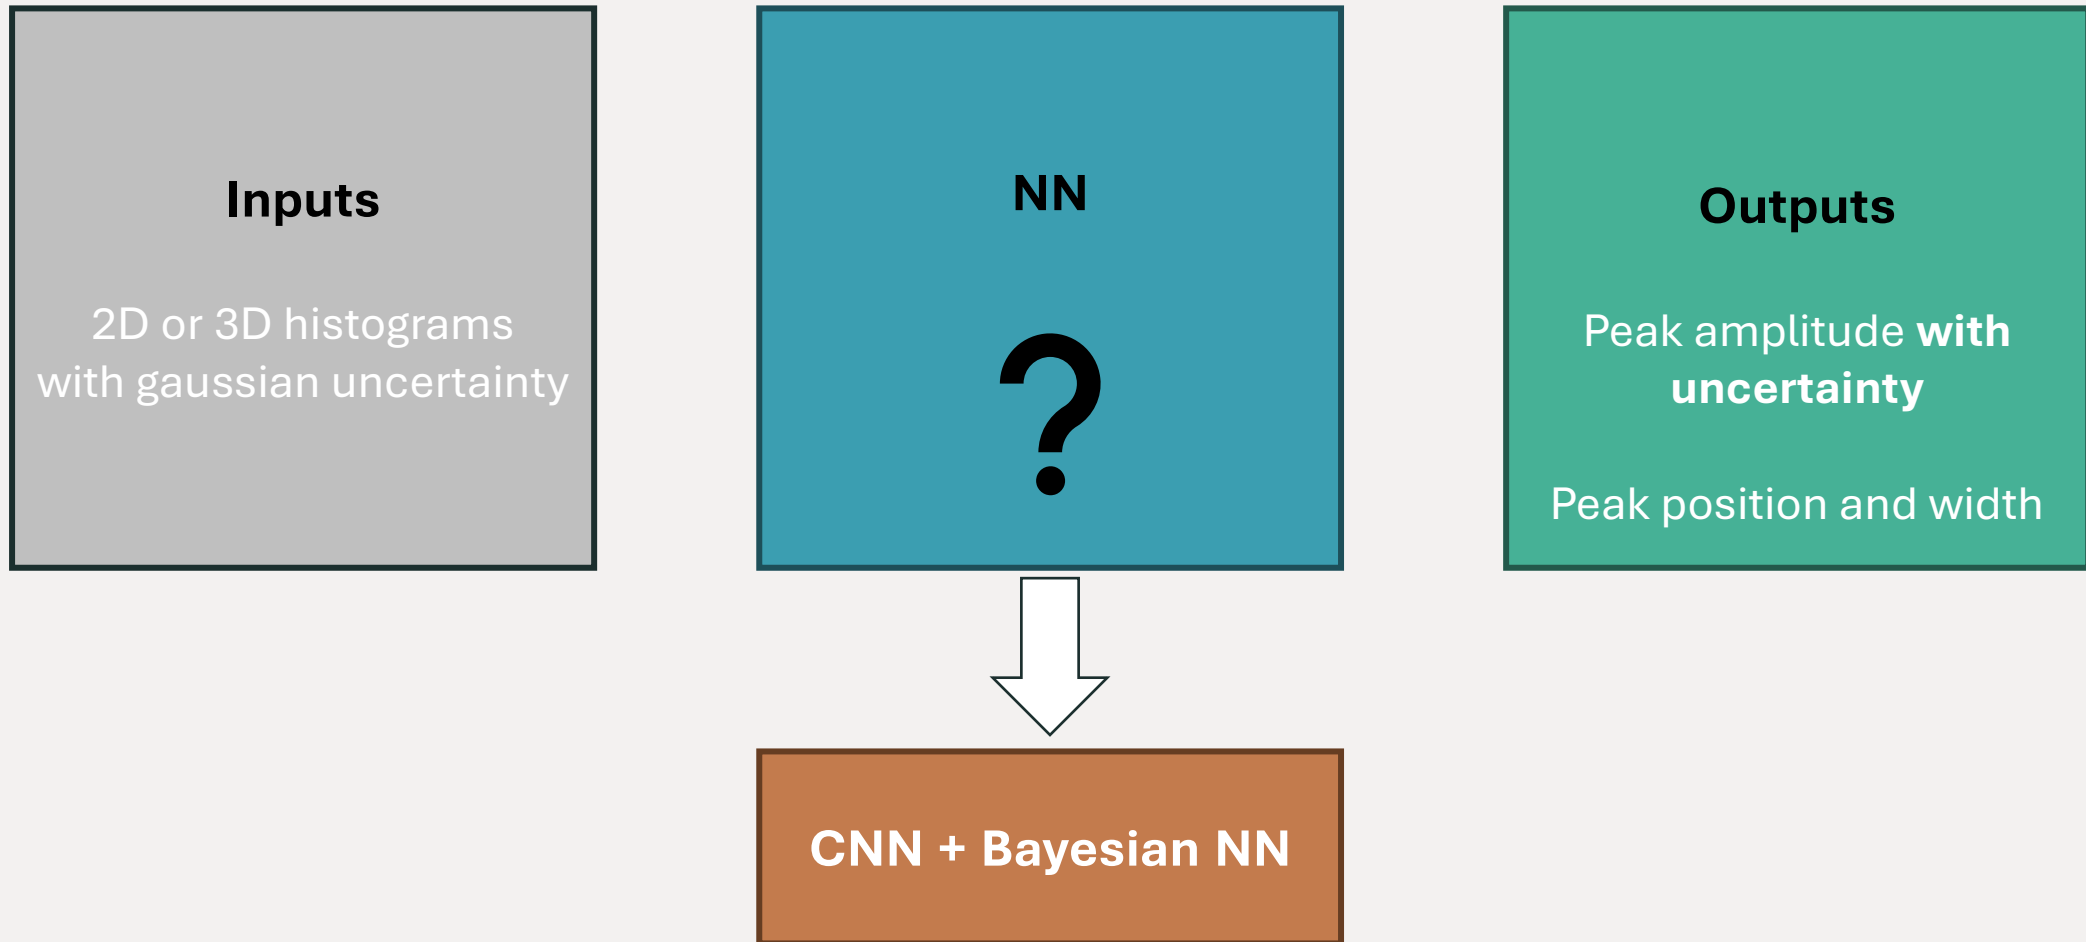 Inputs
2D or 3D histograms
with gaussian uncertainty
NN
?
Outputs
Peak amplitude with
uncertainty
Peak position and width
CNN + Bayesian NN